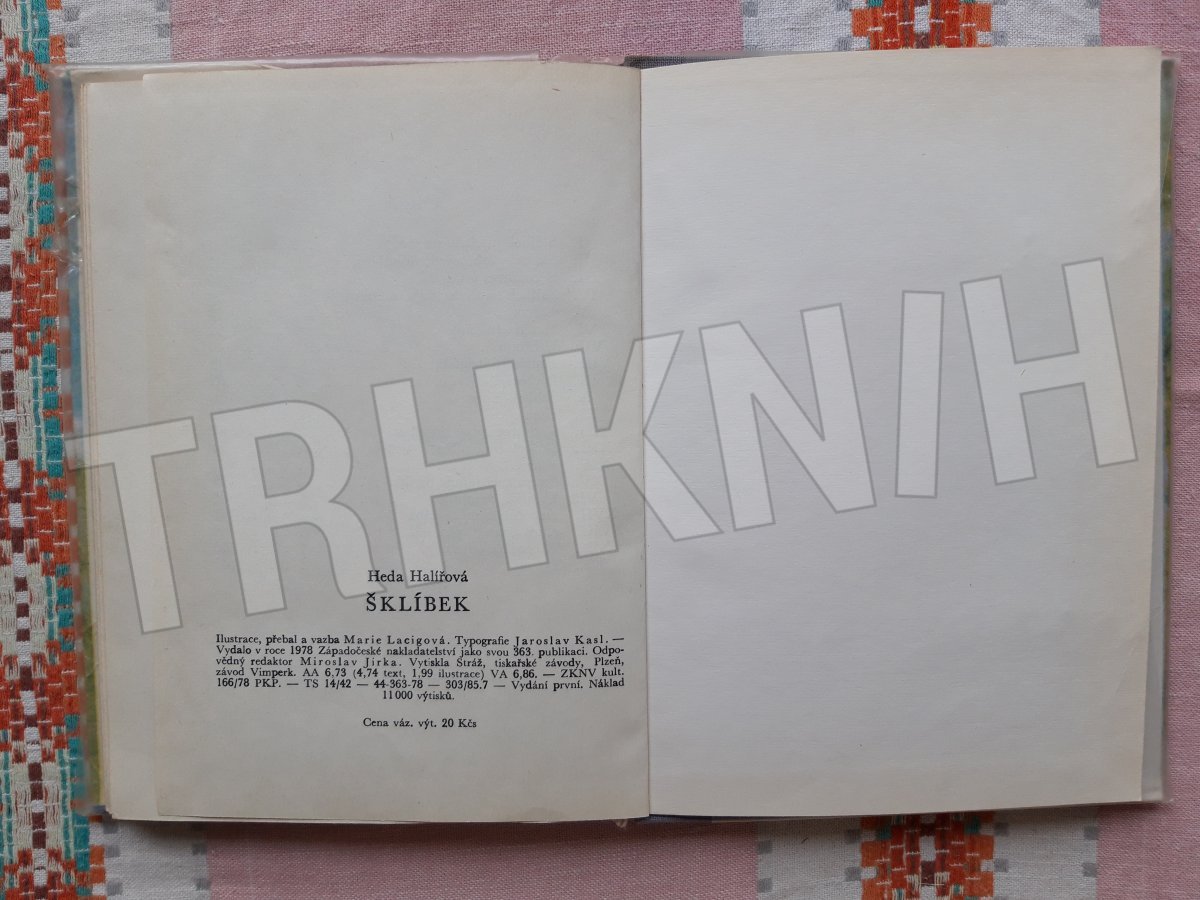 Heda Halířová
ŠKLÍBEK
Ilustrace, přebal a vazba Marie Lacigová. Typografie Jaroslav Kasl. —
Vydalo v roce 1978 Západočeské nakladatelství jako svou 363. publikaci. Odpo-
vědný redaktor Miroslav Jirka. Vytiskla Stráž, tiskařské závody, Plzeň,
závod Vimperk. AA 6,73 (4,74 text, 1,99 ilustrace) VA 6,86. — ZKNV kult.
166/78 PKP. — TS 14/42 — 44-363-78 — 303/85.7 — Vydání první. Náklad
11 000 výtisků.
Cena váz. výt. 20 Kčs
TRHKNIH